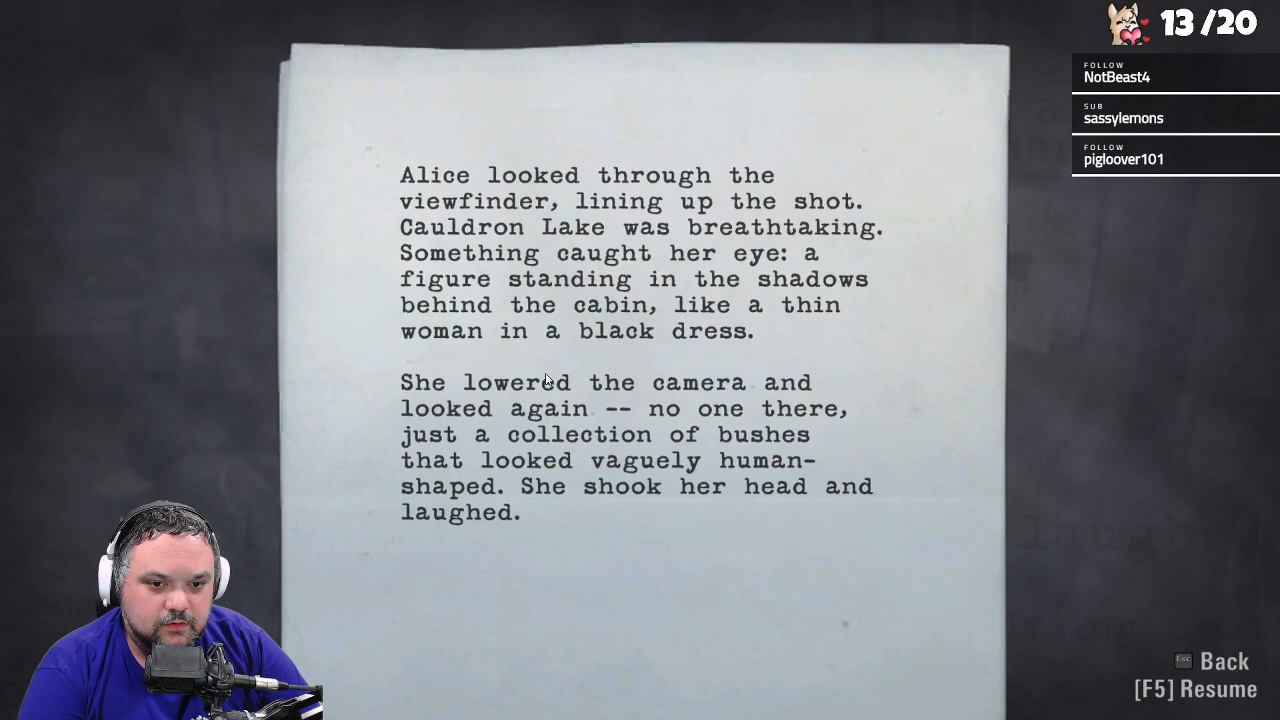 13 /20
FOLLOW
NotBeast4
SUB
sassylemons
FOLLOW
pigloover101
Alice looked through the
viewfinder, lining up the shot.
Cauldron Lake was breathtaking.
Something caught her eye: a
figure standing in the shadows
behind the cabin, like a thin
woman in a black dress.
She lowered the camera and
looked again -- no one there,
just a collection of bushes
that looked vaguely human-
shaped. She shook her head and
laughed.
Esc Back
[F5] Resume